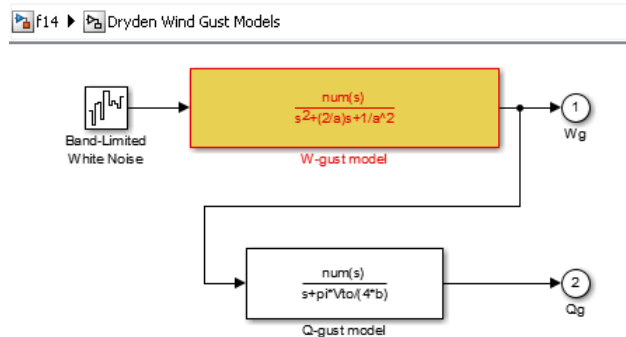 f14 Dryden Wind Gust Models
num(s)
s2+(2/a)s+1/a^2
Band-Limited
White Noise
W-gust model
1
Wg
num(s)
s+pi*Vto/(4*b)
Q-gust model
2
Qg